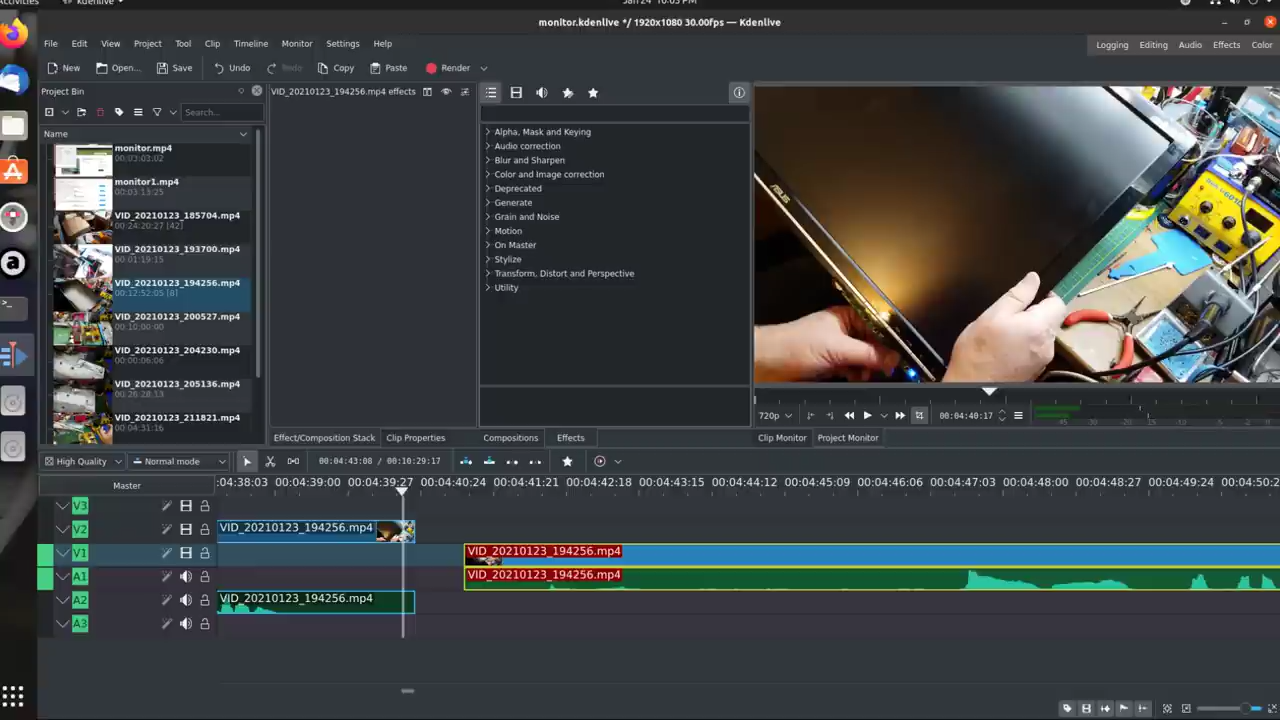 Activities
Kdenlive
Jan 24 10:03 PM
monitor.kdenlive */ 1920x1080 30.00fps — Kdenlive
File Edit View Project Tool Clip Timeline Monitor Settings Help
Logging Editing Audio Effects Color
New Open... Save Undo Redo Copy Paste Render
Project Bin
VID_20210123_194256.mp4 effects
Search...
Name
monitor.mp4
00:03:03:02
monitor1.mp4
00:03:13:25
VID_20210123_185704.mp4
00:24:20:27 [42]
VID_20210123_193700.mp4
00:01:19:15
VID_20210123_194256.mp4
00:12:52:05 [8]
VID_20210123_200527.mp4
00:10:00:00
VID_20210123_204230.mp4
00:00:06:06
VID_20210123_205136.mp4
00:26:28:13
VID_20210123_211821.mp4
00:04:31:16
Alpha, Mask and Keying
Audio correction
Blur and Sharpen
Color and Image correction
Deprecated
Generate
Grain and Noise
Motion
On Master
Stylize
Transform, Distort and Perspective
Utility
720p
00:04:40:17
-45 -30 -20 -15 -10 -5 -2 0
Effect/Composition Stack Clip Properties
Compositions Effects
Clip Monitor Project Monitor
High Quality
Normal mode
00:04:43:08 / 00:10:29:17
Master
:04:38:03 00:04:39:00 00:04:39:27 00:04:40:24 00:04:41:21 00:04:42:18 00:04:43:15 00:04:44:12 00:04:45:09 00:04:46:06 00:04:47:03 00:04:48:00 00:04:48:27 00:04:49:24 00:04:50:2
V3
V2 VID_20210123_194256.mp4
V1 VID_20210123_194256.mp4
A1 VID_20210123_194256.mp4
A2 VID_20210123_194256.mp4
A3